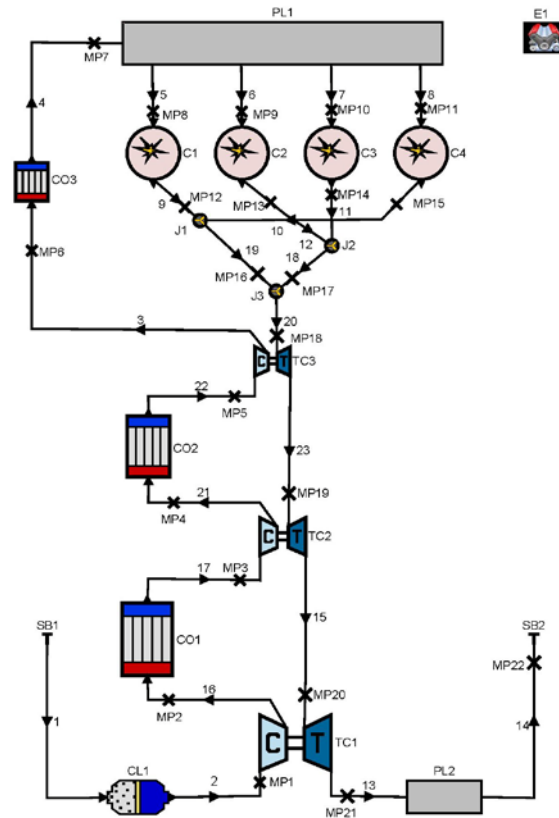 PL1 E1
MP7
4 5 6 7 8
MP8 MP9 MP10 MP11
C1 C2 C3 C4
CO3
MP12 MP13 MP14 MP15
9 11
J1 10 12 J2
MP6
19 18
MP16 MP17
J3
3 20
MP18
C T TC3
22
MP5
CO2
23
21 MP19
MP4
C T TC2
17 MP3
SB1 CO1 15 SB2
MP22
16 MP20
MP2
1 C T TC1 14
CL1 2 MP1 13 PL2
MP21